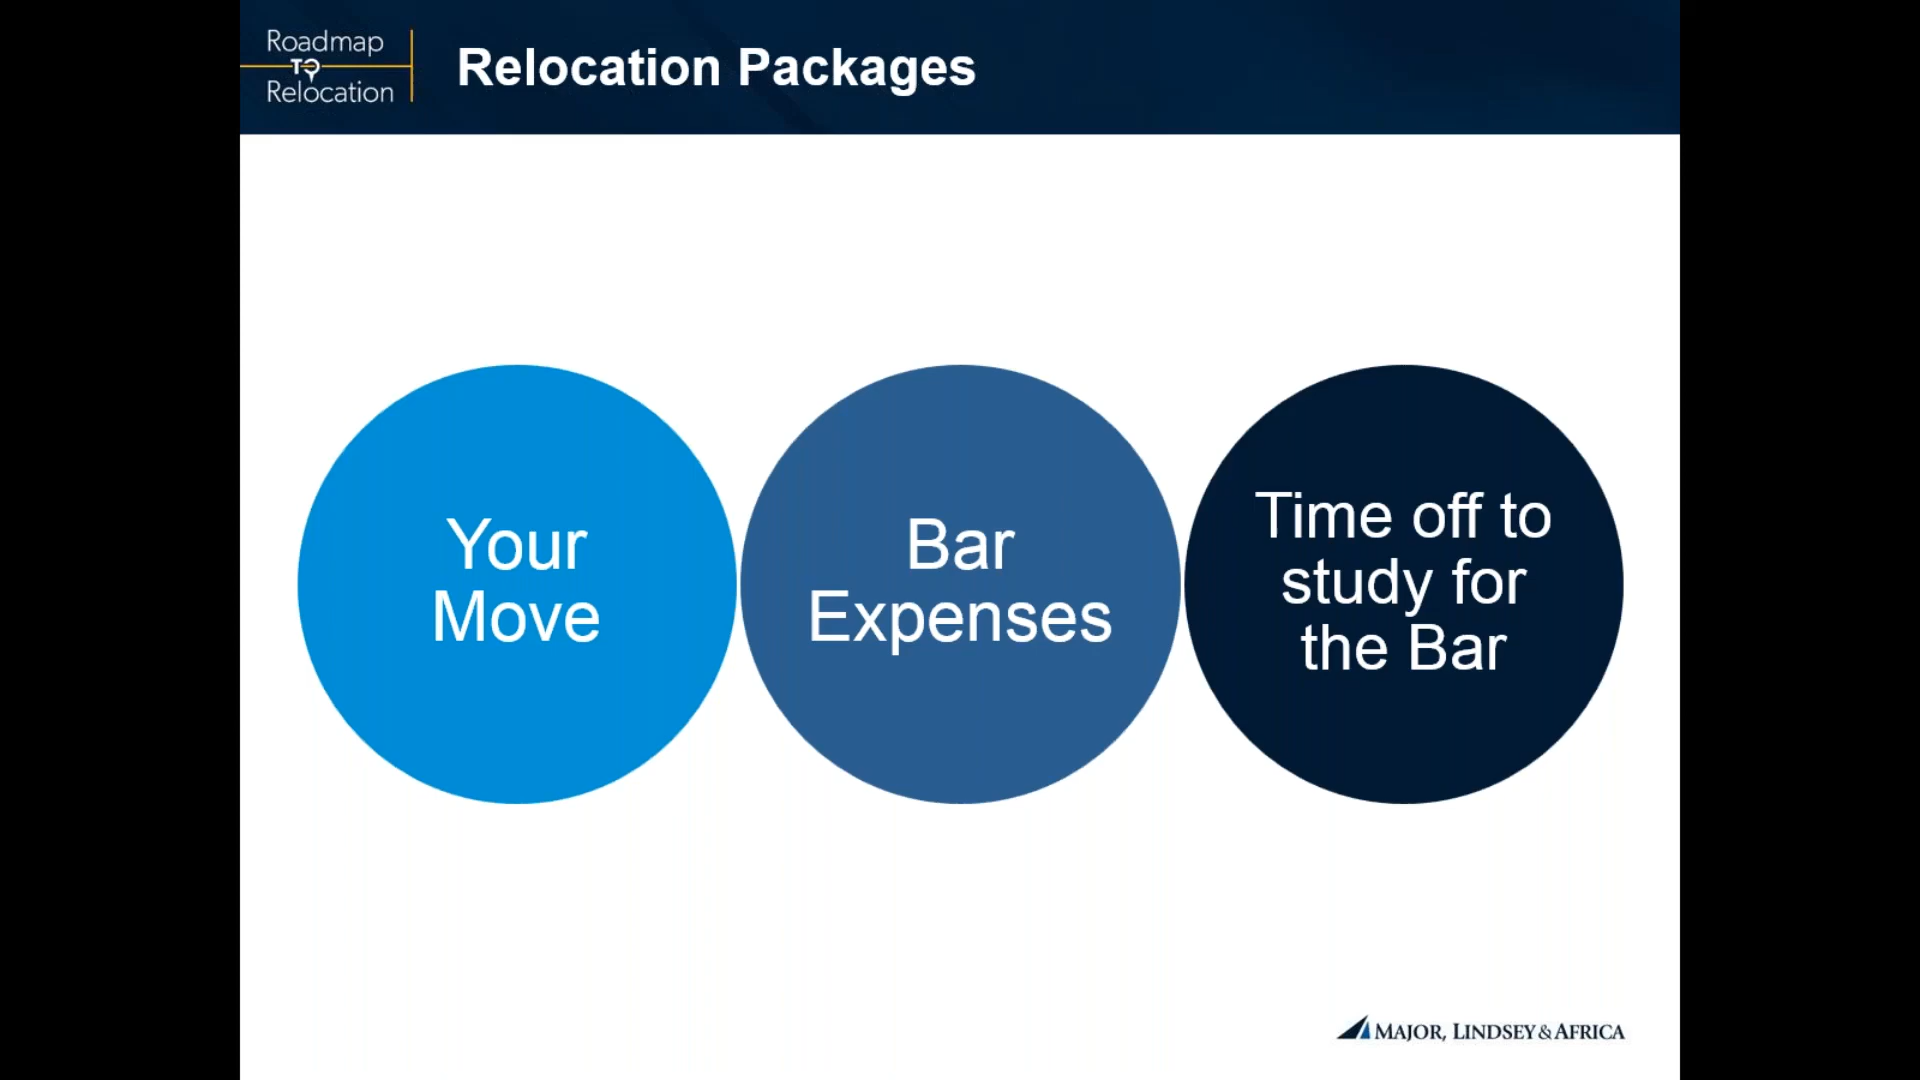 Roadmap
TO
Relocation
Relocation Packages
Your
Move
Bar
Expenses
Time off to
study for
the Bar
MAJOR, LINDSEY & AFRICA